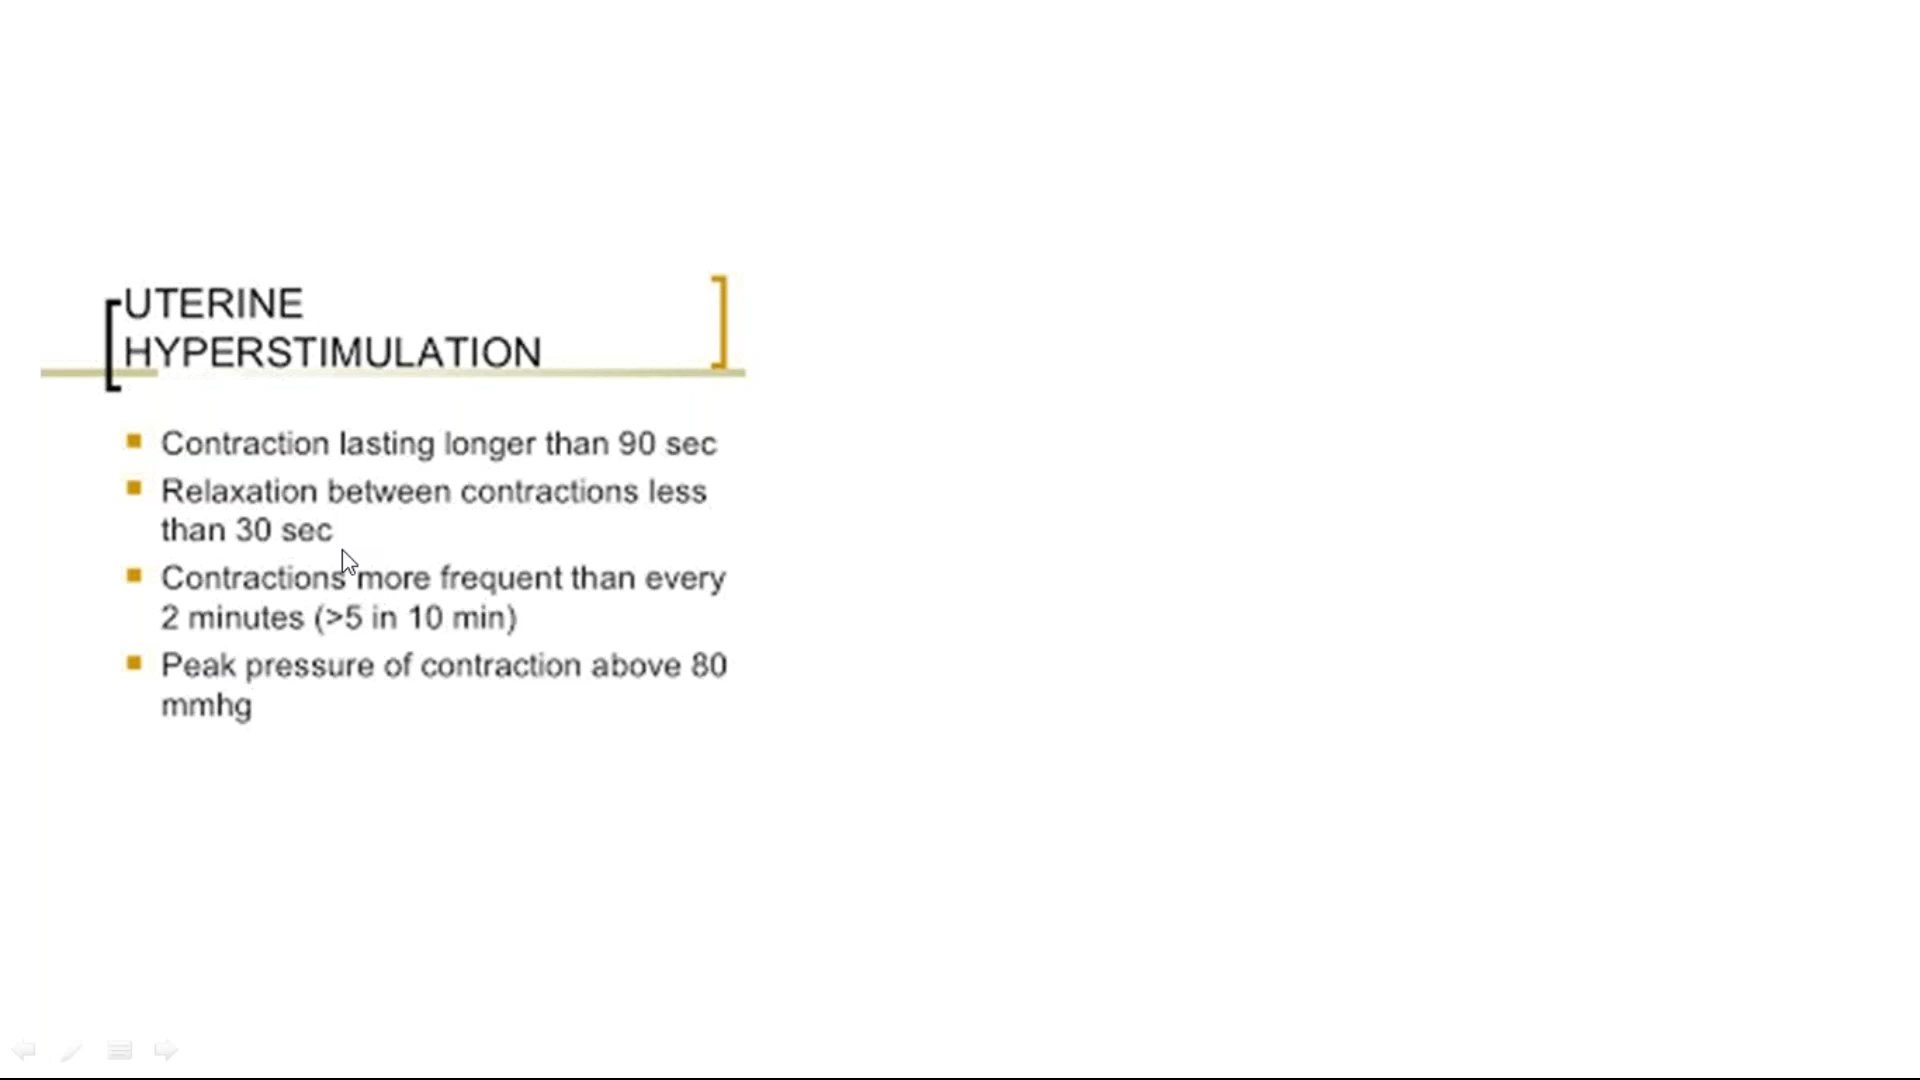 UTERINE
HYPERSTIMULATION
Contraction lasting longer than 90 sec
Relaxation between contractions less
than 30 sec
Contractions more frequent than every
2 minutes (>5 in 10 min)
Peak pressure of contraction above 80
mmhg